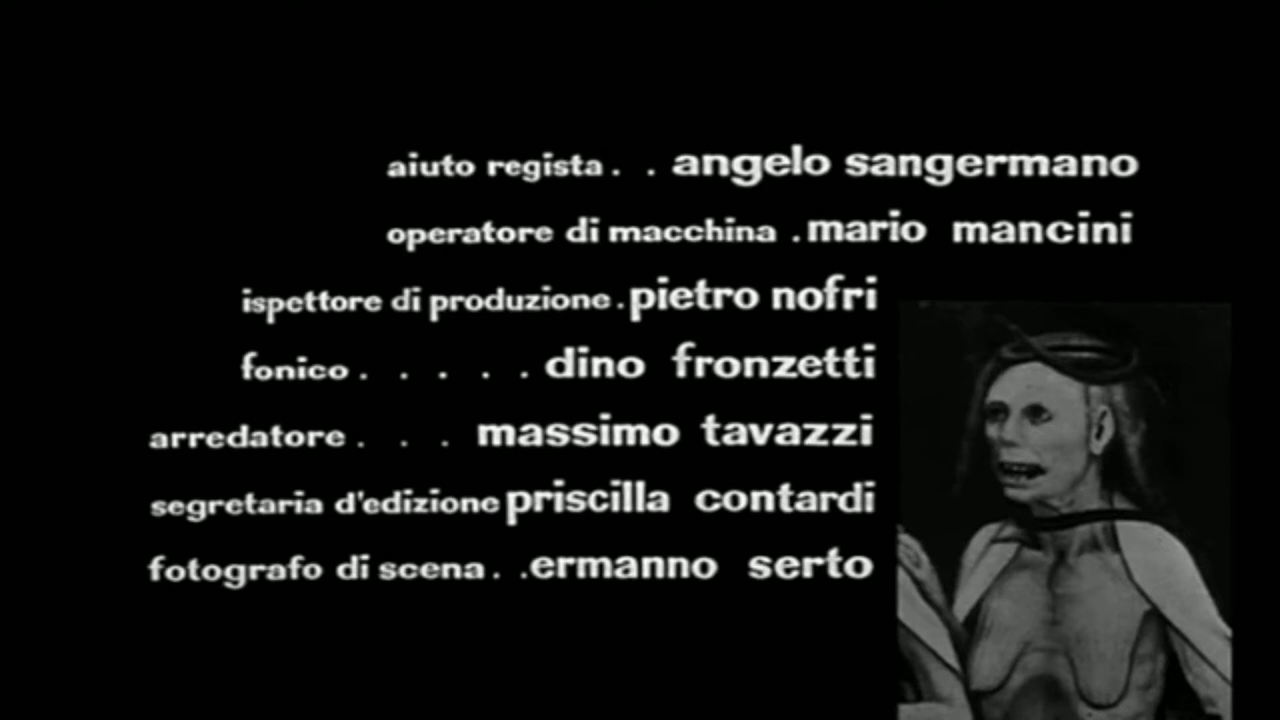 aiuto regista. . angelo sangermano
operatore di macchina .mario mancini
ispettore di produzione.pietro nofri
fonico . . . . . dino fronzetti
arredatore . . . massimo tavazzi
segretaria d'edizione priscilla contardi
fotografo di scena. .ermanno serto